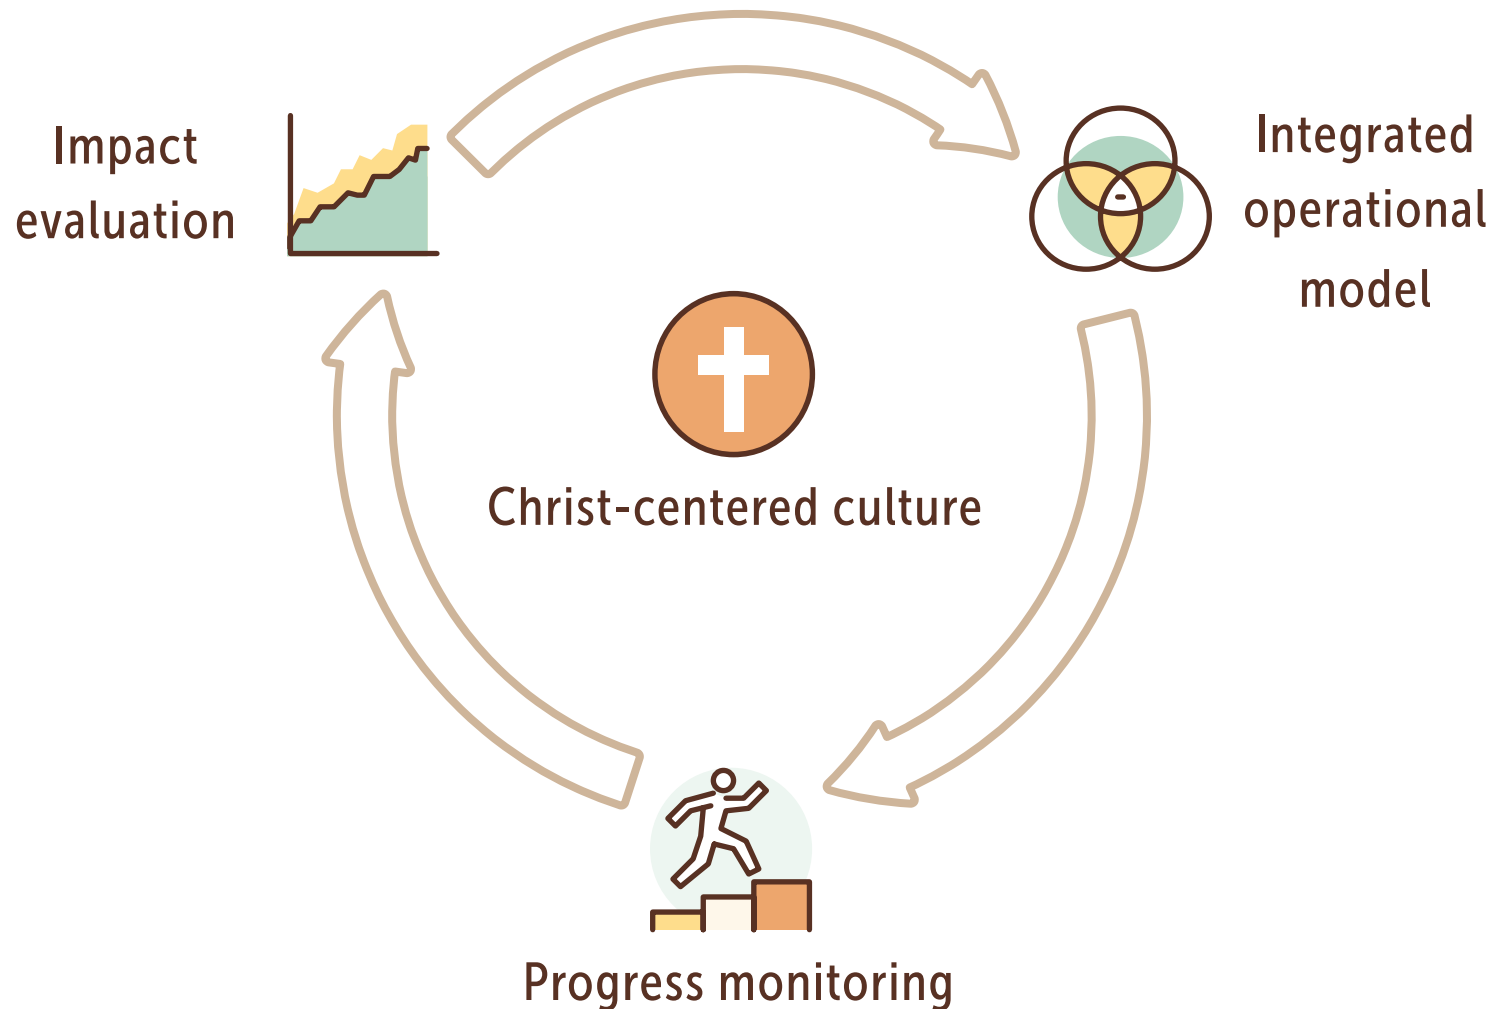 Impact
evaluation
Integrated
operational
model
Christ-centered culture
Progress monitoring